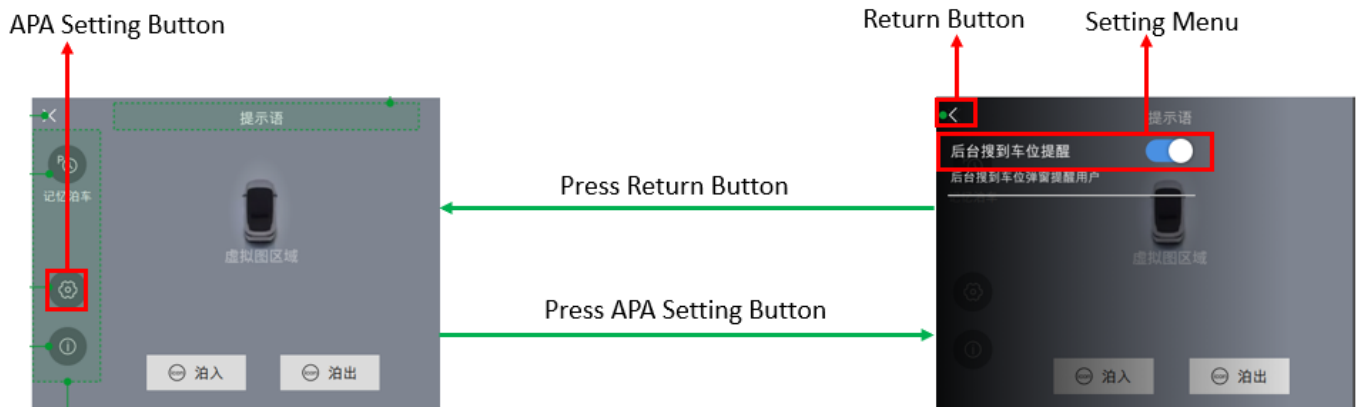 APA Setting Button
Return Button
Setting Menu
提示语
记忆泊车
虚拟图区域
泊入
泊出
Press Return Button
Press APA Setting Button
提示语
后台搜到车位提醒
后台搜到车位弹窗提醒用户
虚拟图区域
泊入
泊出